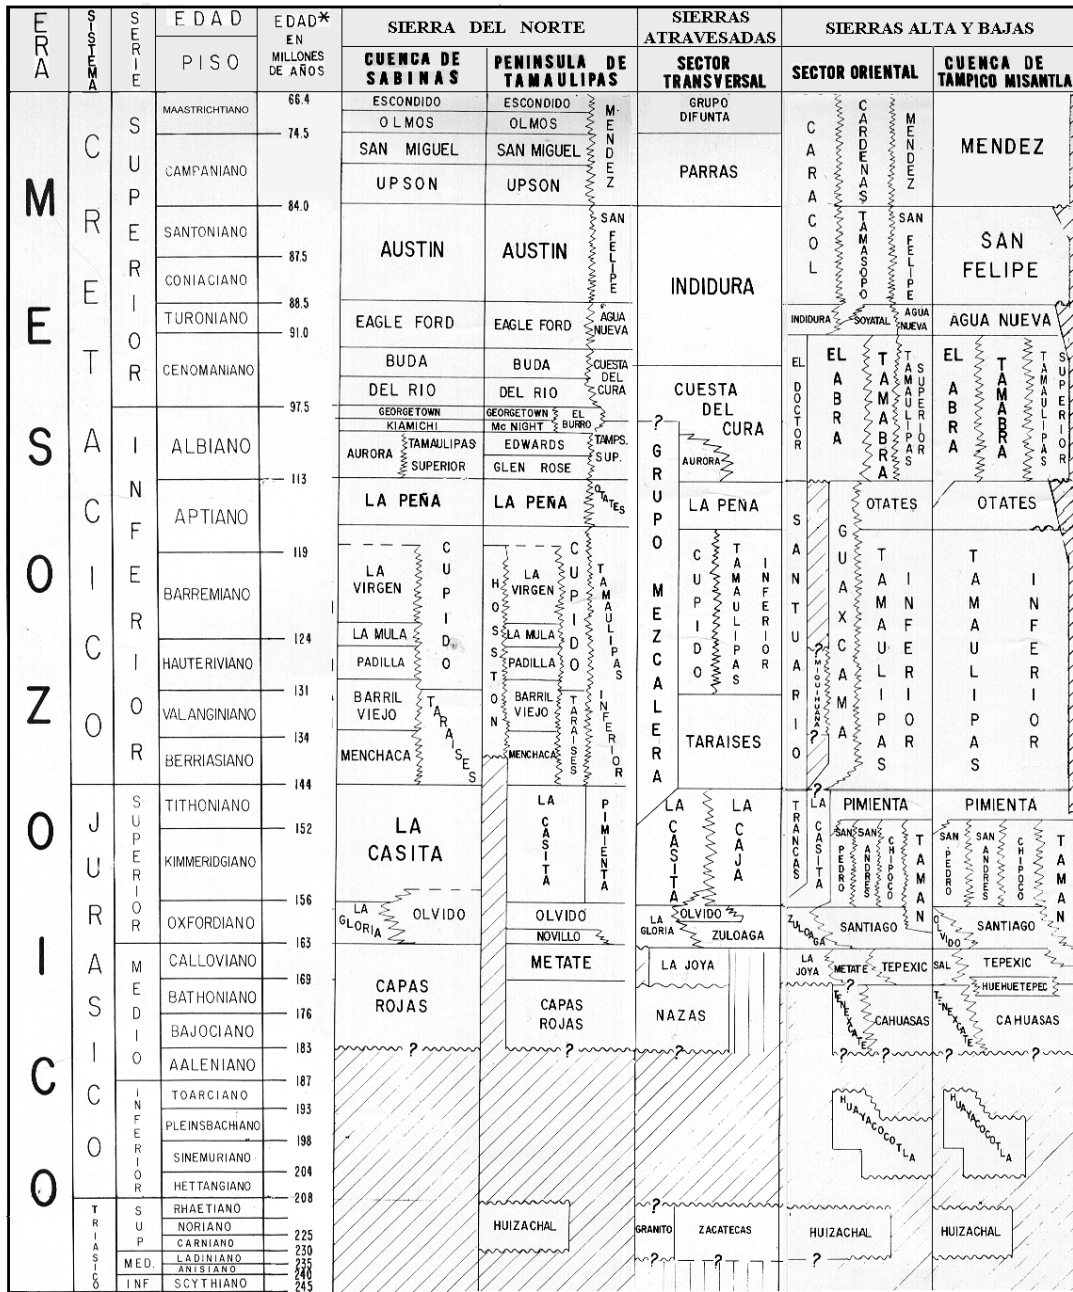 ERA
SISTEMA
SERIE
EDAD
PISO
EDAD*
EN
MILLONES
DE AÑOS
SIERRA DEL NORTE
CUENCA DE
SABINAS
PENINSULA DE
TAMAULIPAS
SIERRAS
ATRAVESADAS
SECTOR
TRANSVERSAL
SIERRAS ALTA Y BAJAS
SECTOR ORIENTAL
CUENCA DE
TAMPICO MISANTLA
MESOZOICO
CRETACICO
JURASICO
TRIASICO
SUPERIOR
INFERIOR
SUPERIOR
MEDIO
INFERIOR
SUP
MED.
INF
MAASTRICHTIANO
CAMPANIANO
SANTONIANO
CONIACIANO
TURONIANO
CENOMANIANO
ALBIANO
APTIANO
BARREMIANO
HAUTERIVIANO
VALANGINIANO
BERRIASIANO
TITHONIANO
KIMMERIDGIANO
OXFORDIANO
CALLOVIANO
BATHONIANO
BAJOCIANO
AALENIANO
TOARCIANO
PLEINSBACHIANO
SINEMURIANO
HETTANGIANO
RHAETIANO
NORIANO
CARNIANO
LADINIANO
ANISIANO
SCYTHIANO
66.4
74.5
84.0
87.5
88.5
91.0
97.5
113
119
124
131
134
144
152
156
163
169
176
183
187
193
198
204
208
225
230
235
240
245
ESCONDIDO
OLMOS
SAN MIGUEL
UPSON
AUSTIN
EAGLE FORD
BUDA
DEL RIO
GEORGETOWN
KIAMICHI
AURORA
TAMAULIPAS
SUPERIOR
LA PEÑA
LA
VIRGEN
CUPIDO
LA MULA
PADILLA
BARRIL
VIEJO
TARAISES
MENCHACA
LA
CASITA
LA
GLORIA
OLVIDO
CAPAS
ROJAS
?
ESCONDIDO
OLMOS
SAN MIGUEL
UPSON
MENDEZ
AUSTIN
SAN FELIPE
EAGLE FORD
AGUA
NUEVA
BUDA
DEL RIO
CUESTA
DEL
CURA
GEORGETOWN
Mc NIGHT
EL
BURRO
EDWARDS
GLEN ROSE
TAMPS.
SUP.
LA PEÑA
OTATES
HOSSTON
LA
VIRGEN
CUPIDO
TAMAULIPAS INFERIOR
LA MULA
PADILLA
BARRIL
VIEJO
TARAISES
MENCHACA
LA CASITA
PIMIENTA
OLVIDO
NOVILLO
METATE
CAPAS
ROJAS
?
HUIZACHAL
GRUPO
DIFUNTA
PARRAS
INDIDURA
CUESTA
DEL
CURA
?
AURORA
GRUPO MEZCALERA
LA PEÑA
CUPIDO
TAMAULIPAS
INFERIOR
TARAISES
?
LA CASITA
LA CAJA
LA
GLORIA
OLVIDO
ZULOAGA
LA JOYA
NAZAS
?
?
GRANITO
ZACATECAS
?
?
CARACOL
CARDENAS
MENDEZ
TAMASOPO
SAN FELIPE
INDIDURA
SOYATAL
AGUA
NUEVA
EL DOCTOR
EL
ABRA
TAMABRA
TAMAULIPAS
SUPERIOR
SANTUARIO
GUAXCAMA
OTATES
TAMAULIPAS
INFERIOR
?
MIQUIHUANA
?
?
TRANCAS
LA CASITA
PIMIENTA
SAN PEDRO
SAN ANDRES
CHIPOCO
TAMAN
ZULOAGA
SANTIAGO
LA
JOYA
METATE
TEPEXIC
?
TENEXCATE
CAHUASAS
?
?
HUAYACOCOTLA
?
HUIZACHAL
?
MENDEZ
SAN
FELIPE
AGUA NUEVA
EL
ABRA
TAMABRA
TAMAULIPAS
SUPERIOR
OTATES
TAMAULIPAS
INFERIOR
PIMIENTA
SAN PEDRO
SAN ANDRES
CHIPOCO
TAMAN
OLVIDO
SANTIAGO
SAL
TEPEXIC
HUEHUETEPEC
TENEXCATE
CAHUASAS
?
?
HUAYACOCOTLA
HUIZACHAL